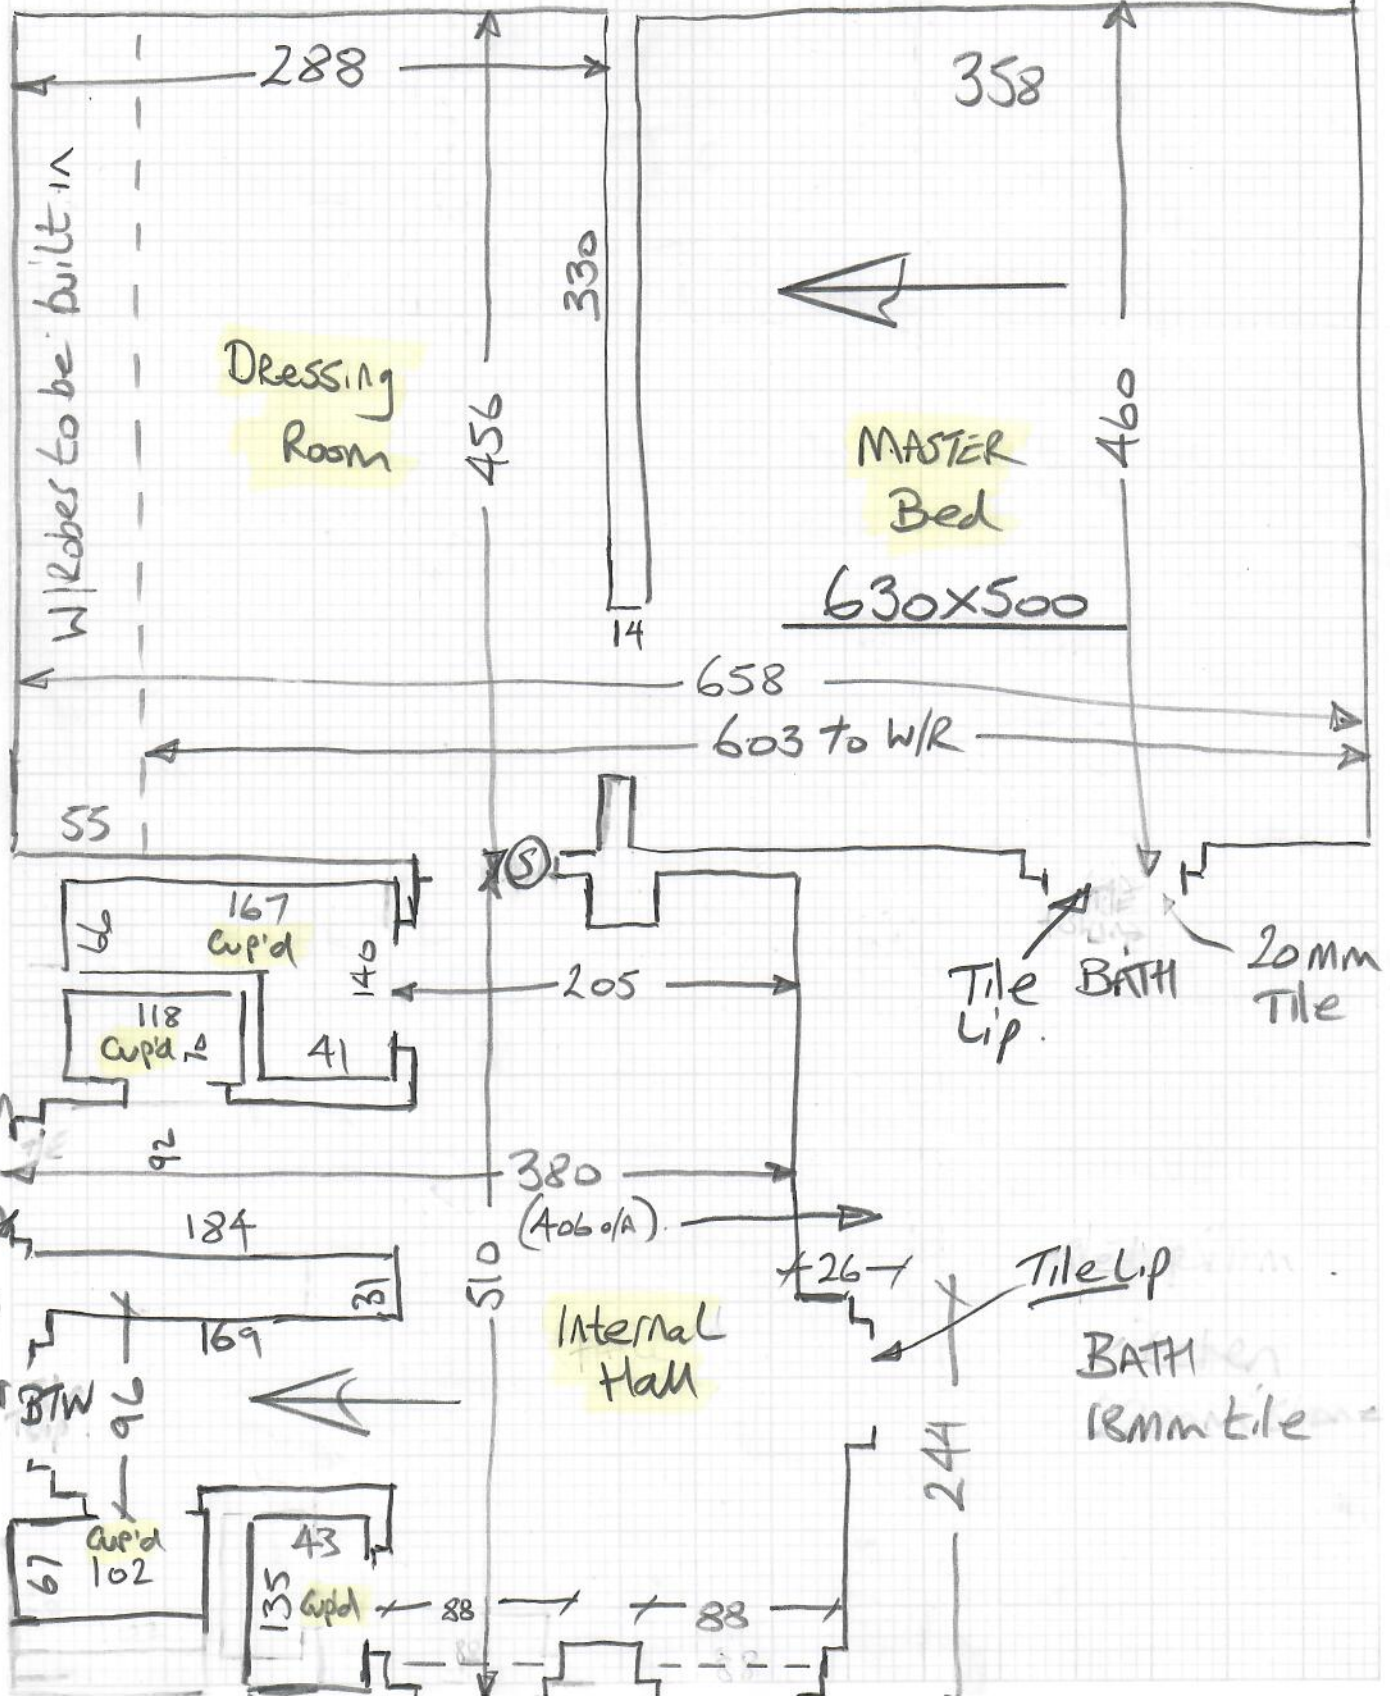 288
358
W/Robes to be built in
330
Dressing
Room
456
460
MASTER
Bed
630x500
14
658
603 to W/R
55
S
167
66
Cup'd
140
205
Tile
Lip.
BATH
20mm
Tile
118
Cup'd
41
92
380
(406 o/A)
184
31
169
510
26
Tile Lip
Internal
Hall
BATH
18mm tile
BTW
96
244
Cup'd
102
67
43
135
Cup'd
88
88